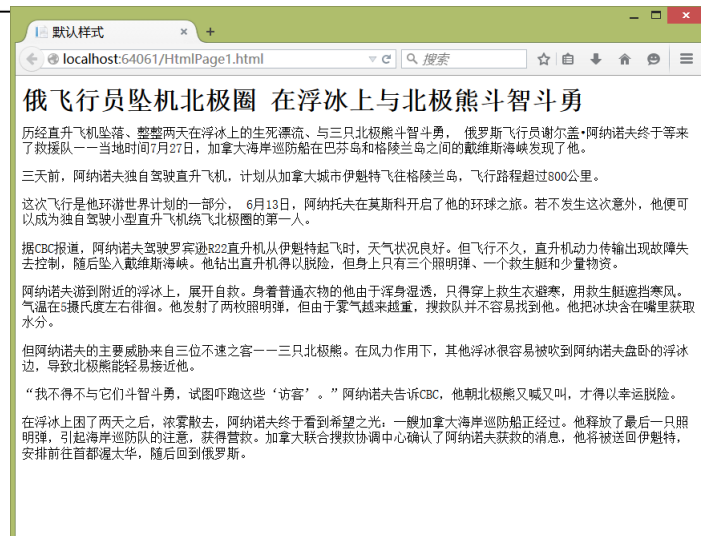 默认样式
localhost:64061/HtmlPage1.html
搜索
俄飞行员坠机北极圈 在浮冰上与北极熊斗智斗勇
历经直升飞机坠落、整整两天在浮冰上的生死漂流、与三只北极熊斗智斗勇， 俄罗斯飞行员谢尔盖•阿纳诺夫终于等来
了救援队——当地时间7月27日，加拿大海岸巡防船在巴芬岛和格陵兰岛之间的戴维斯海峡发现了他。
三天前，阿纳诺夫独自驾驶直升飞机，计划从加拿大城市伊魁特飞往格陵兰岛，飞行路程超过800公里。
这次飞行是他环游世界计划的一部分， 6月13日，阿纳托夫在莫斯科开启了他的环球之旅。若不发生这次意外，他便可
以成为独自驾驶小型直升飞机绕飞北极圈的第一人。
据CBC报道，阿纳诺夫驾驶罗宾逊R22直升机从伊魁特起飞时，天气状况良好。但飞行不久，直升机动力传输出现故障失
去控制，随后坠入戴维斯海峡。他钻出直升机得以脱险，但身上只有三个照明弹、一个救生艇和少量物资。
阿纳诺夫游到附近的浮冰上，展开自救。身着普通衣物的他由于浑身湿透，只得穿上救生衣避寒，用救生艇遮挡寒风。
气温在5摄氏度左右徘徊。他发射了两枚照明弹，但由于雾气越来越重，搜救队并不容易找到他。他把冰块含在嘴里获取
水分。
但阿纳诺夫的主要威胁来自三位不速之客——三只北极熊。在风力作用下，其他浮冰很容易被吹到阿纳诺夫盘卧的浮冰
边，导致北极熊能轻易接近他。
“我不得不与它们斗智斗勇，试图吓跑这些‘访客’。”阿纳诺夫告诉CBC，他朝北极熊又喊又叫，才得以幸运脱险。
在浮冰上困了两天之后，浓雾散去，阿纳诺夫终于看到希望之光：一艘加拿大海岸巡防船正经过。他释放了最后一只照
明弹，引起海岸巡防队的注意，获得营救。加拿大联合搜救协调中心确认了阿纳诺夫获救的消息，他将被送回伊魁特，
安排前往首都渥太华，随后回到俄罗斯。